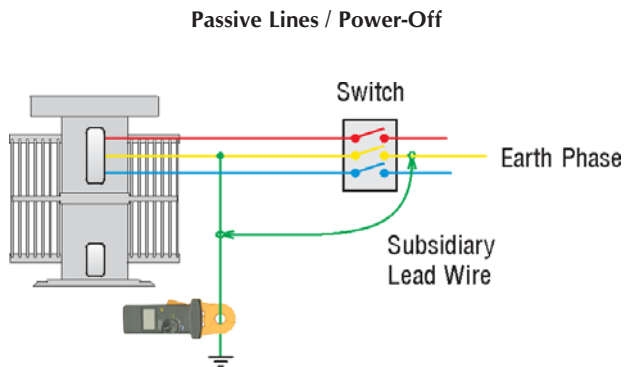 Passive Lines / Power-Off
Switch
Earth Phase
Subsidiary
Lead Wire